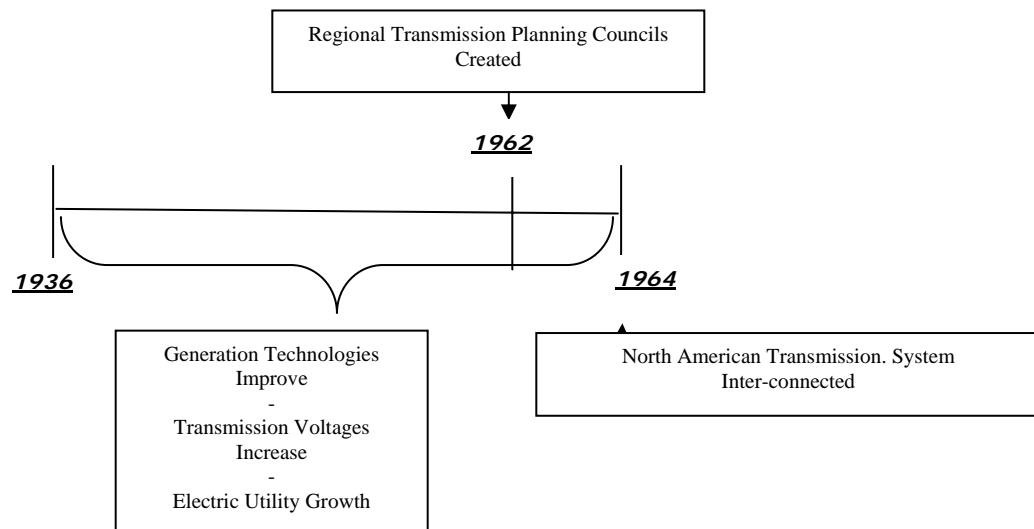 Regional Transmission Planning Councils
Created
1962
1936
1964
Generation Technologies
Improve
-
Transmission Voltages
Increase
-
Electric Utility Growth
North American Transmission. System
Inter-connected